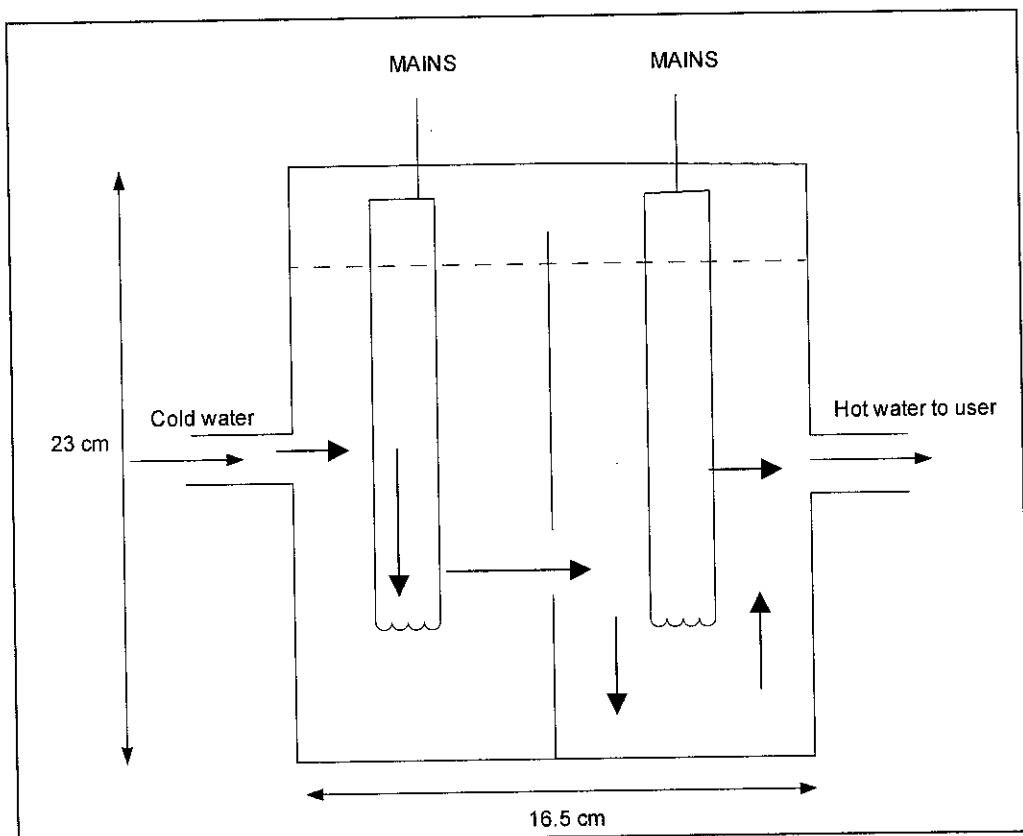 MAINS MAINS
Cold water
Hot water to user
23 cm
16.5 cm